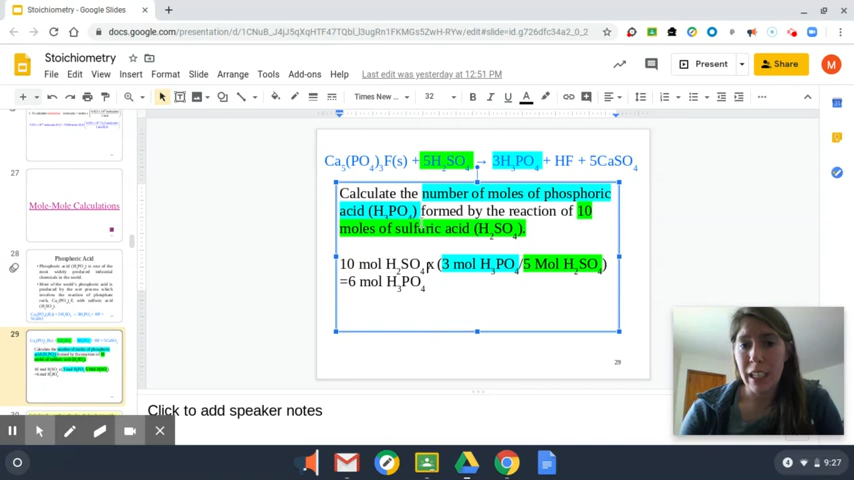 Stoichiometry - Google Slides
docs.google.com/presentation/d/1CNuB_J4jJ5qXqHTF47TQbl_l3ugRn1FKMGs5ZwH-RYw/edit#slide=id.g726dfc34a2_0_2
Stoichiometry
File Edit View Insert Format Slide Arrange Tools Add-ons Help Last edit was yesterday at 12:51 PM
Present
Share
M
Times New... 32
27
Mole-Mole Calculations
28
Phosphoric Acid
29
30
Ca5(PO4)3F(s) + 5H2SO4 → 3H3PO4 + HF + 5CaSO4
Calculate the number of moles of phosphoric
acid (H3PO4) formed by the reaction of 10
moles of sulfuric acid (H2SO4).
10 mol H2SO4 x (3 mol H3PO4/5 Mol H2SO4)
=6 mol H3PO4
29
Click to add speaker notes
4 9:27